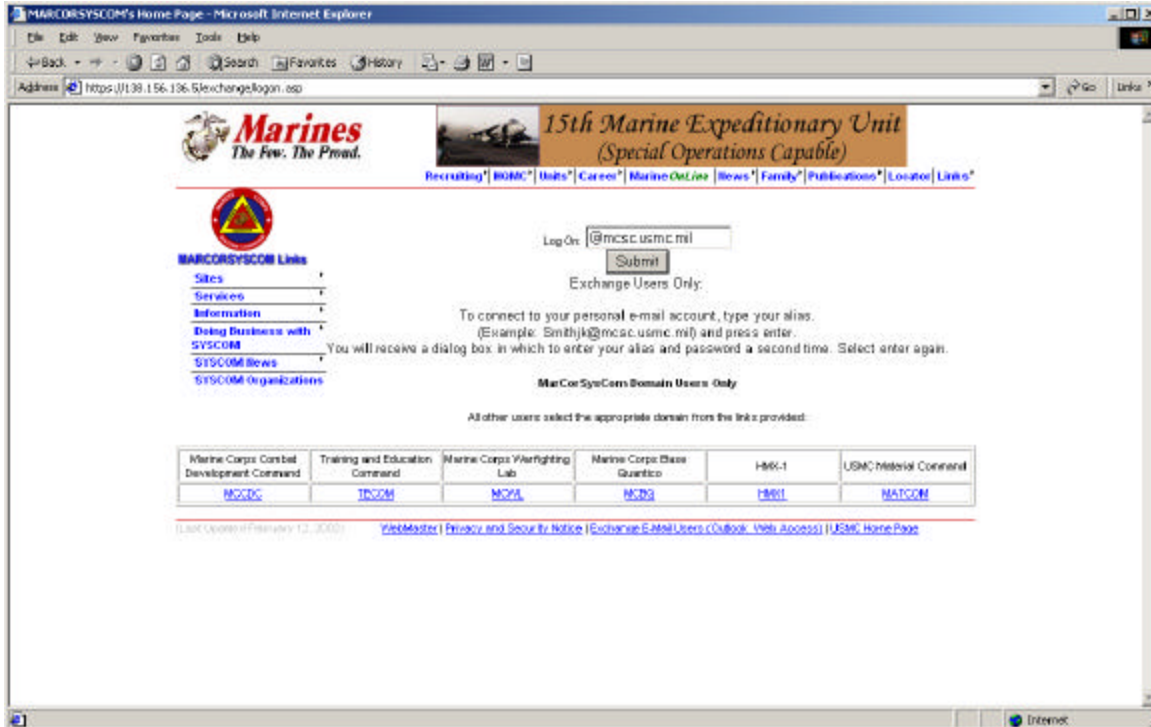 MARCORSYSCOM's Home Page - Microsoft Internet Explorer
File Edit View Favorites Tools Help
Back Search Favorites History
Address https://138.156.136.5/exchange/logon.asp Go Links
Marines
The Few. The Proud.
15th Marine Expeditionary Unit
(Special Operations Capable)
Recruiting | HQMC | Units | Career | Marine OnLine | News | Family | Publications | Locator | Links
MARCORSYSCOM Links
Sites
Services
Information
Doing Business with
SYSCOM
SYSCOM News
SYSCOM Organizations
Log On: @mcsc.usmc.mil
Submit
Exchange Users Only:
To connect to your personal e-mail account, type your alias.
(Example: Smithjk@mcsc.usmc.mil) and press enter.
You will receive a dialog box in which to enter your alias and password a second time. Select enter again.
MarCorSysCom Domain Users Only
All other users select the appropriate domain from the links provided:
Marine Corps Combat Development Command
Training and Education Command
Marine Corps Warfighting Lab
Marine Corps Base Quantico
HMX-1
USMC Material Command
MCCDC TECOM MCWL MCBQ HMX1 MATCOM
(Last Updated February 12, 2002) WebMaster | Privacy and Security Notice | Exchange E-Mail Users (Outlook Web Access) | USMC Home Page
Internet